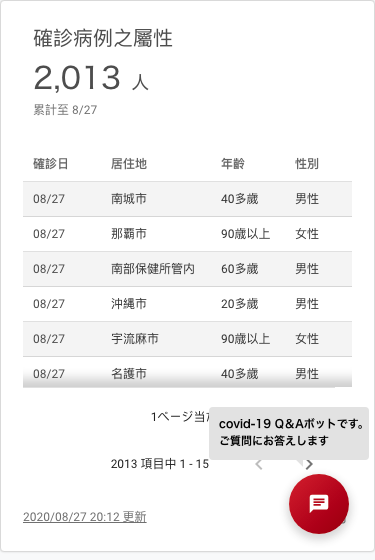 確診病例之屬性
2,013 人
累計至 8/27
確診日 居住地 年齡 性別
08/27 南城市 40多歲 男性
08/27 那覇市 90歳以上 女性
08/27 南部保健所管内 60多歲 男性
08/27 沖縄市 20多歲 男性
08/27 宇流麻市 90歳以上 女性
08/27 名護市 40多歲 男性
1ページ当
covid-19 Q&Aボットです。
ご質問にお答えします
2013 項目中 1 - 15
2020/08/27 20:12 更新